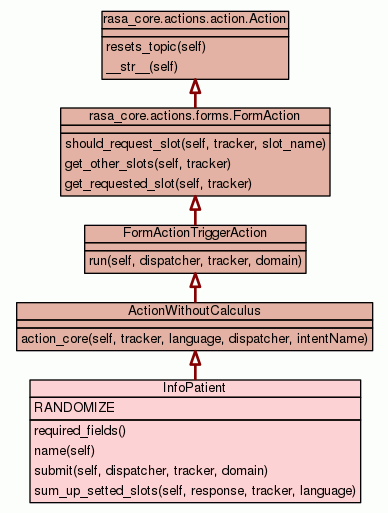 rasa_core.actions.action.Action
resets_topic(self)
__str__(self)
rasa_core.actions.forms.FormAction
should_request_slot(self, tracker, slot_name)
get_other_slots(self, tracker)
get_requested_slot(self, tracker)
FormActionTriggerAction
run(self, dispatcher, tracker, domain)
ActionWithoutCalculus
action_core(self, tracker, language, dispatcher, intentName)
InfoPatient
RANDOMIZE
required_fields()
name(self)
submit(self, dispatcher, tracker, domain)
sum_up_setted_slots(self, response, tracker, language)